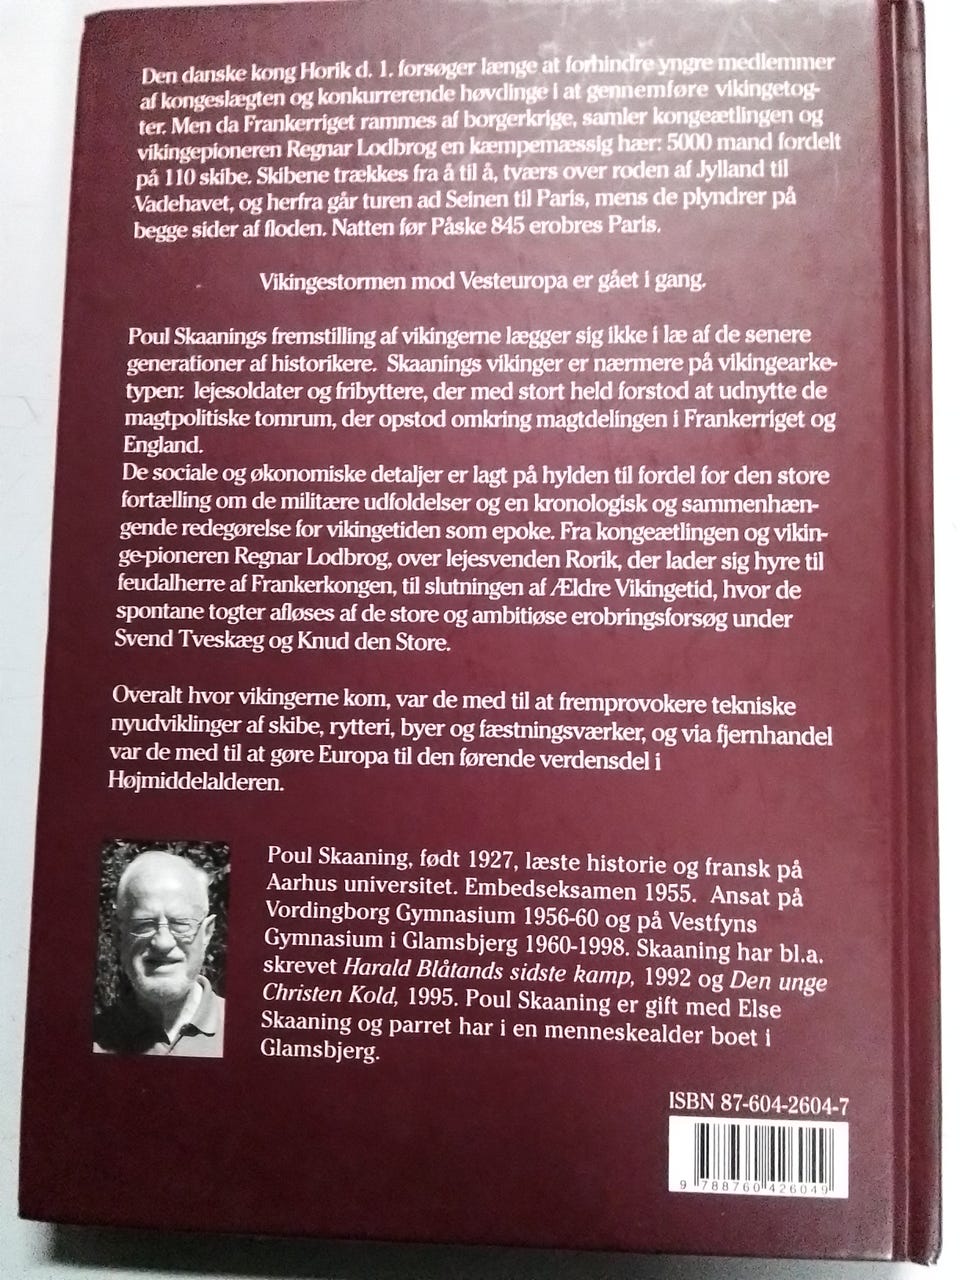 Den danske kong Horik d. 1. forsøger længe at forhindre yngre medlemmer
af kongeslægten og konkurrerende høvdinge i at gennemføre vikingetog-
ter. Men da Frankerriget rammes af borgerkrige, samler kongeætlingen og
vikingepioneren Regnar Lodbrog en kæmpemæssig hær: 5000 mand fordelt
på 110 skibe. Skibene trækkes fra å til å, tværs over roden af Jylland til
Vadehavet, og herfra går turen ad Seinen til Paris, mens de plyndrer på
begge sider af floden. Natten før Påske 845 erobres Paris.
Vikingestormen mod Vesteuropa er gået i gang.
Poul Skaanings fremstilling af vikingerne lægger sig ikke i læ af de senere
generationer af historikere. Skaanings vikinger er nærmere på vikingearke-
typen: lejesoldater og fribyttere, der med stort held forstod at udnytte de
magtpolitiske tomrum, der opstod omkring magtdelingen i Frankerriget og
England.
De sociale og økonomiske detaljer er lagt på hylden til fordel for den store
fortælling om de militære udfoldelser og en kronologisk og sammenhæn-
gende redegørelse for vikingetiden som epoke. Fra kongeætlingen og vikin-
ge-pioneren Regnar Lodbrog, over lejesvenden Rorik, der lader sig hyre til
feudalherre af Frankerkongen, til slutningen af Ældre Vikingetid, hvor de
spontane togter afløses af de store og ambitiøse erobringsforsøg under
Svend Tveskæg og Knud den Store.
Overalt hvor vikingerne kom, var de med til at fremprovokere tekniske
nyudviklinger af skibe, rytteri, byer og fæstningsværker, og via fjernhandel
var de med til at gøre Europa til den førende verdensdel i
Højmiddelalderen.
Poul Skaaning, født 1927, læste historie og fransk på
Aarhus universitet. Embedseksamen 1955. Ansat på
Vordingborg Gymnasium 1956-60 og på Vestfyns
Gymnasium i Glamsbjerg 1960-1998. Skaaning har bl.a.
skrevet Harald Blåtands sidste kamp, 1992 og Den unge
Christen Kold, 1995. Poul Skaaning er gift med Else
Skaaning og parret har i en menneskealder boet i
Glamsbjerg.
ISBN 87-604-2604-7
9 788760 426049